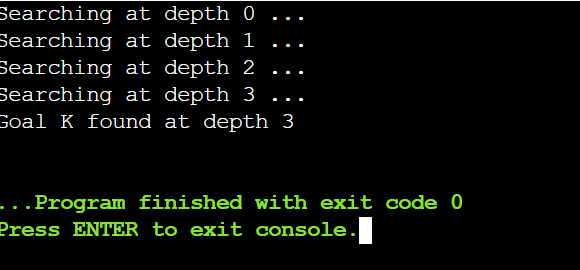 Searching at depth 0 ...
Searching at depth 1 ...
Searching at depth 2 ...
Searching at depth 3 ...
Goal K found at depth 3
...Program finished with exit code 0
Press ENTER to exit console.